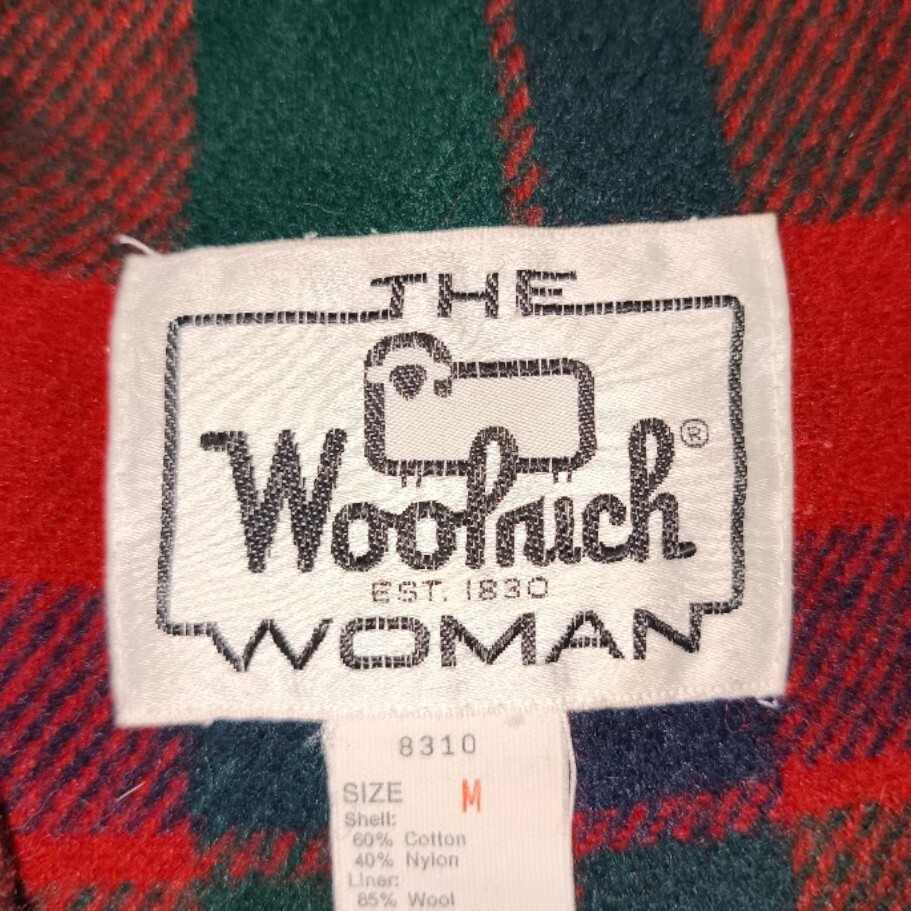 THE
Woolrich®
EST. 1830
WOMAN
8310
SIZE M
Shell:
60% Cotton
40% Nylon
Liner:
85% Wool